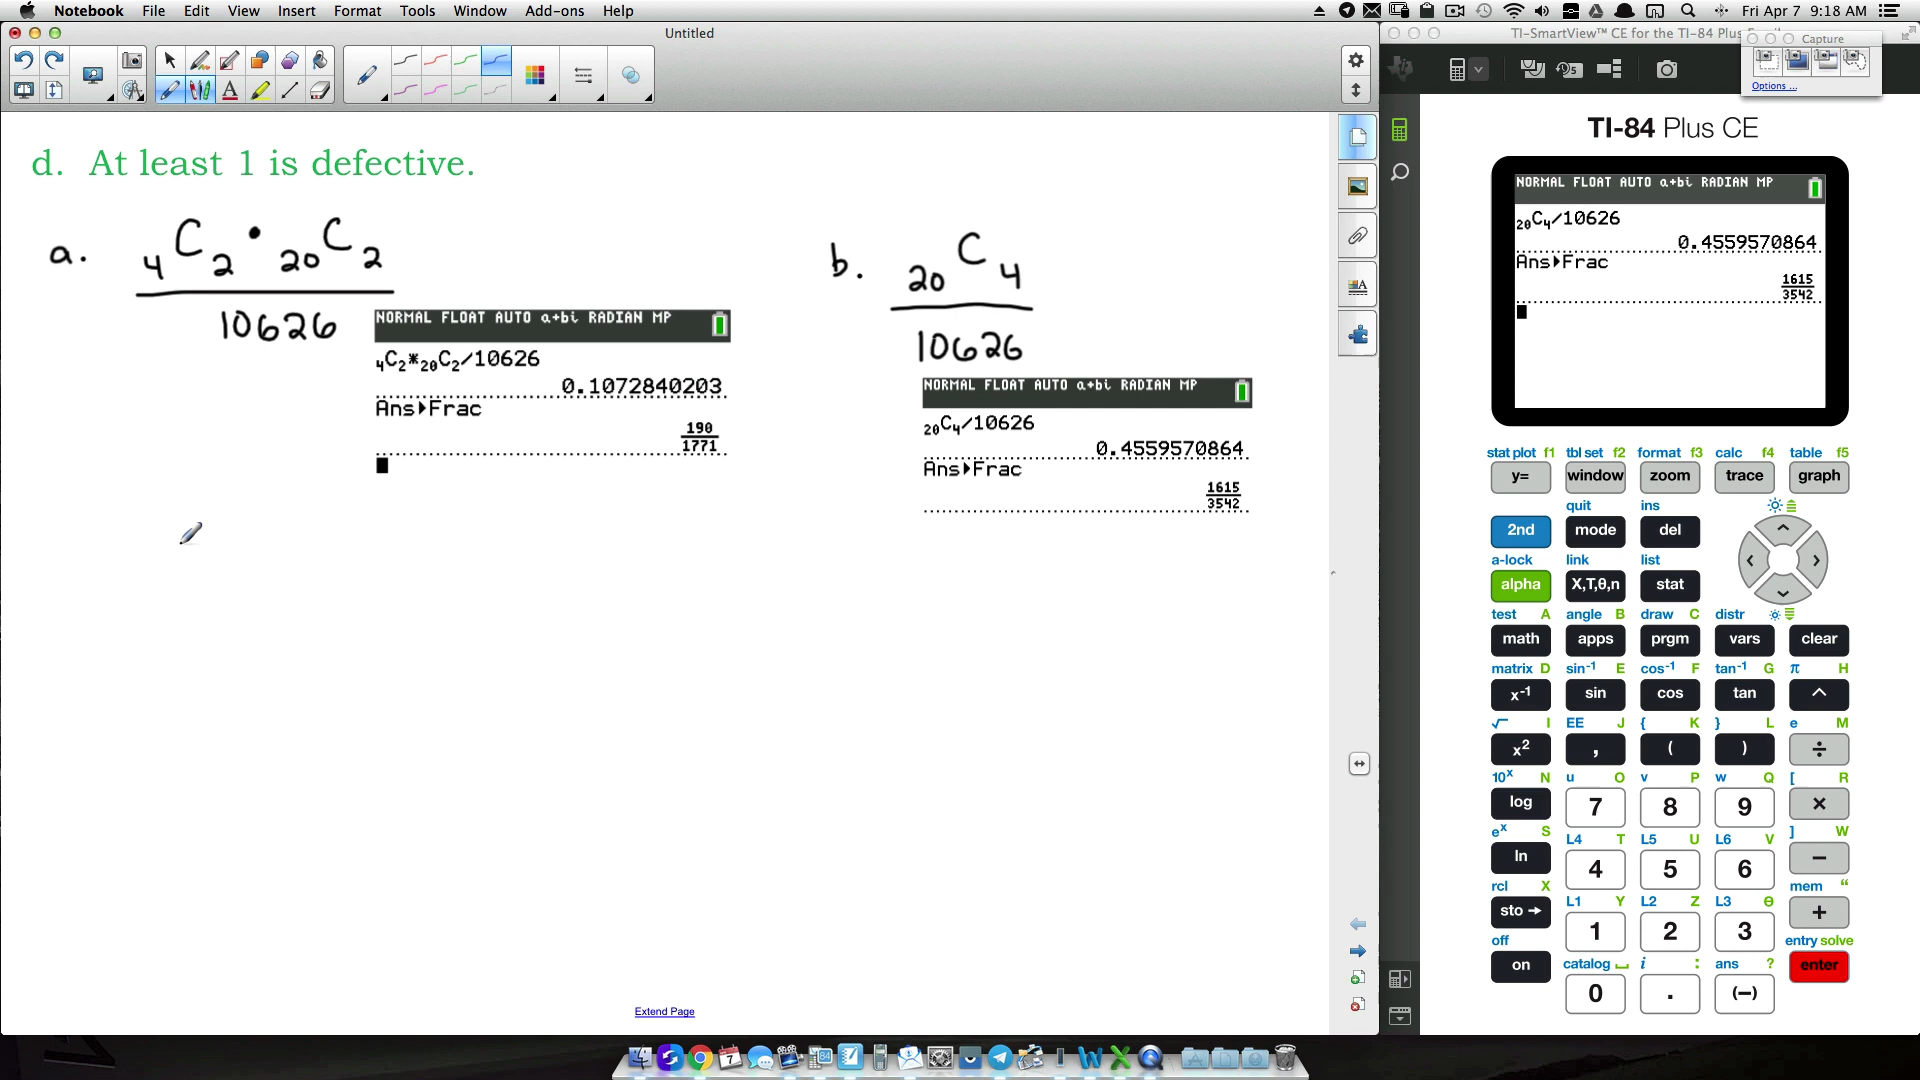 Notebook File Edit View Insert Format Tools Window Add-ons Help
Fri Apr 7 9:18 AM
Untitled
TI-SmartView™ CE for the TI-84 Plus
Capture
Options ...
d. At least 1 is defective.
a. 4C2 • 20C2
10626
NORMAL FLOAT AUTO a+bi RADIAN MP
4C2*20C2/10626
0.1072840203
Ans▸Frac
190
1771
b. 20C4
10626
NORMAL FLOAT AUTO a+bi RADIAN MP
20C4/10626
0.4559570864
Ans▸Frac
1615
3542
Extend Page
TI-84 Plus CE
NORMAL FLOAT AUTO a+bi RADIAN MP
20C4/10626
0.4559570864
Ans▸Frac
1615
3542
stat plot f1 tbl set f2 format f3 calc f4 table f5
y= window zoom trace graph
quit ins
2nd mode del
a-lock link list
alpha X,T,θ,n stat
test A angle B draw C distr
math apps prgm vars clear
matrix D sin-1 E cos-1 F tan-1 G π H
x-1 sin cos tan ^
√ I EE J { K } L e M
x2 , ( ) ÷
10x N u O v P w Q [ R
log 7 8 9 ×
ex S L4 T L5 U L6 V ] W
ln 4 5 6 −
rcl X L1 Y L2 Z L3 θ mem “
sto → 1 2 3 +
off catalog i : ans ? entry solve
on 0 . (−) enter